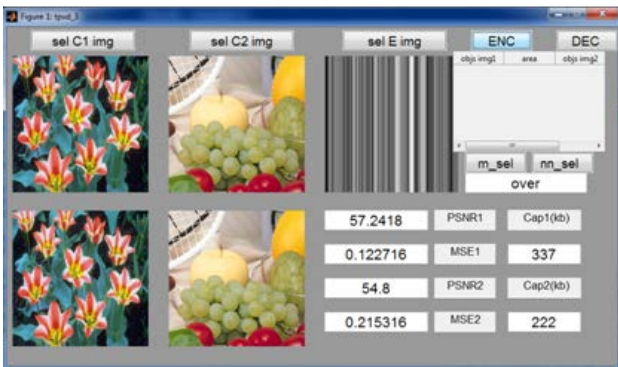 Figure 1: tpvd_3
sel C1 img
sel C2 img
sel E img
ENC
DEC
objs img1 area objs img2
m_sel nn_sel
over
57.2418 PSNR1 Cap1(kb)
0.122716 MSE1 337
54.8 PSNR2 Cap2(kb)
0.215316 MSE2 222